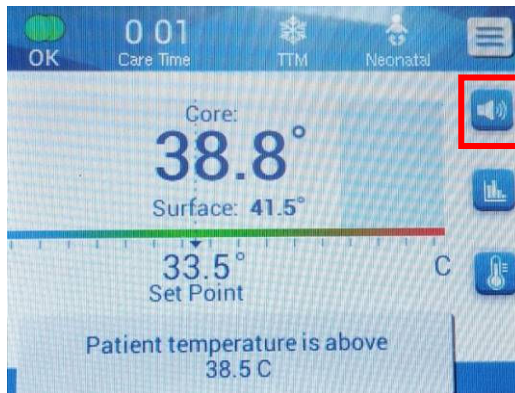 OK
0 01
Care Time
TTM
Neonatal
Core:
38.8°
Surface: 41.5°
33.5°
C
Set Point
Patient temperature is above
38.5 C